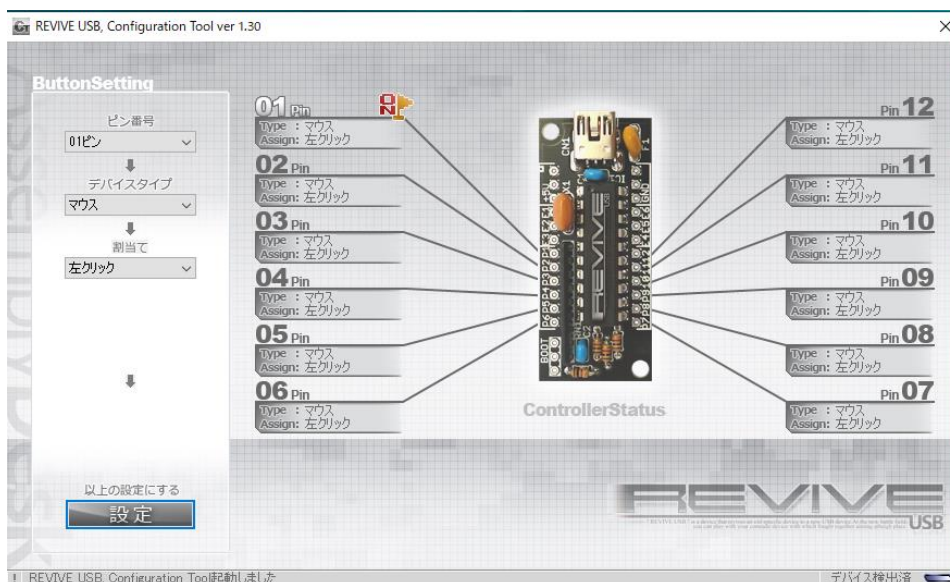 REVIVE USB, Configuration Tool ver 1.30
ButtonSetting
ピン番号
01ピン
デバイスタイプ
マウス
割当て
左クリック
以上の設定にする
設定
01 Pin
ON
Type : マウス
Assign: 左クリック
02 Pin
Type : マウス
Assign: 左クリック
03 Pin
Type : マウス
Assign: 左クリック
04 Pin
Type : マウス
Assign: 左クリック
05 Pin
Type : マウス
Assign: 左クリック
06 Pin
Type : マウス
Assign: 左クリック
CN1
F1
X1
+5V
GND
REVIVE
USB
BOOT
ControllerStatus
Pin 12
Type : マウス
Assign: 左クリック
Pin 11
Type : マウス
Assign: 左クリック
Pin 10
Type : マウス
Assign: 左クリック
Pin 09
Type : マウス
Assign: 左クリック
Pin 08
Type : マウス
Assign: 左クリック
Pin 07
Type : マウス
Assign: 左クリック
REVIVE
USB
REVIVE USB, Configuration Tool起動しました
デバイス検出済